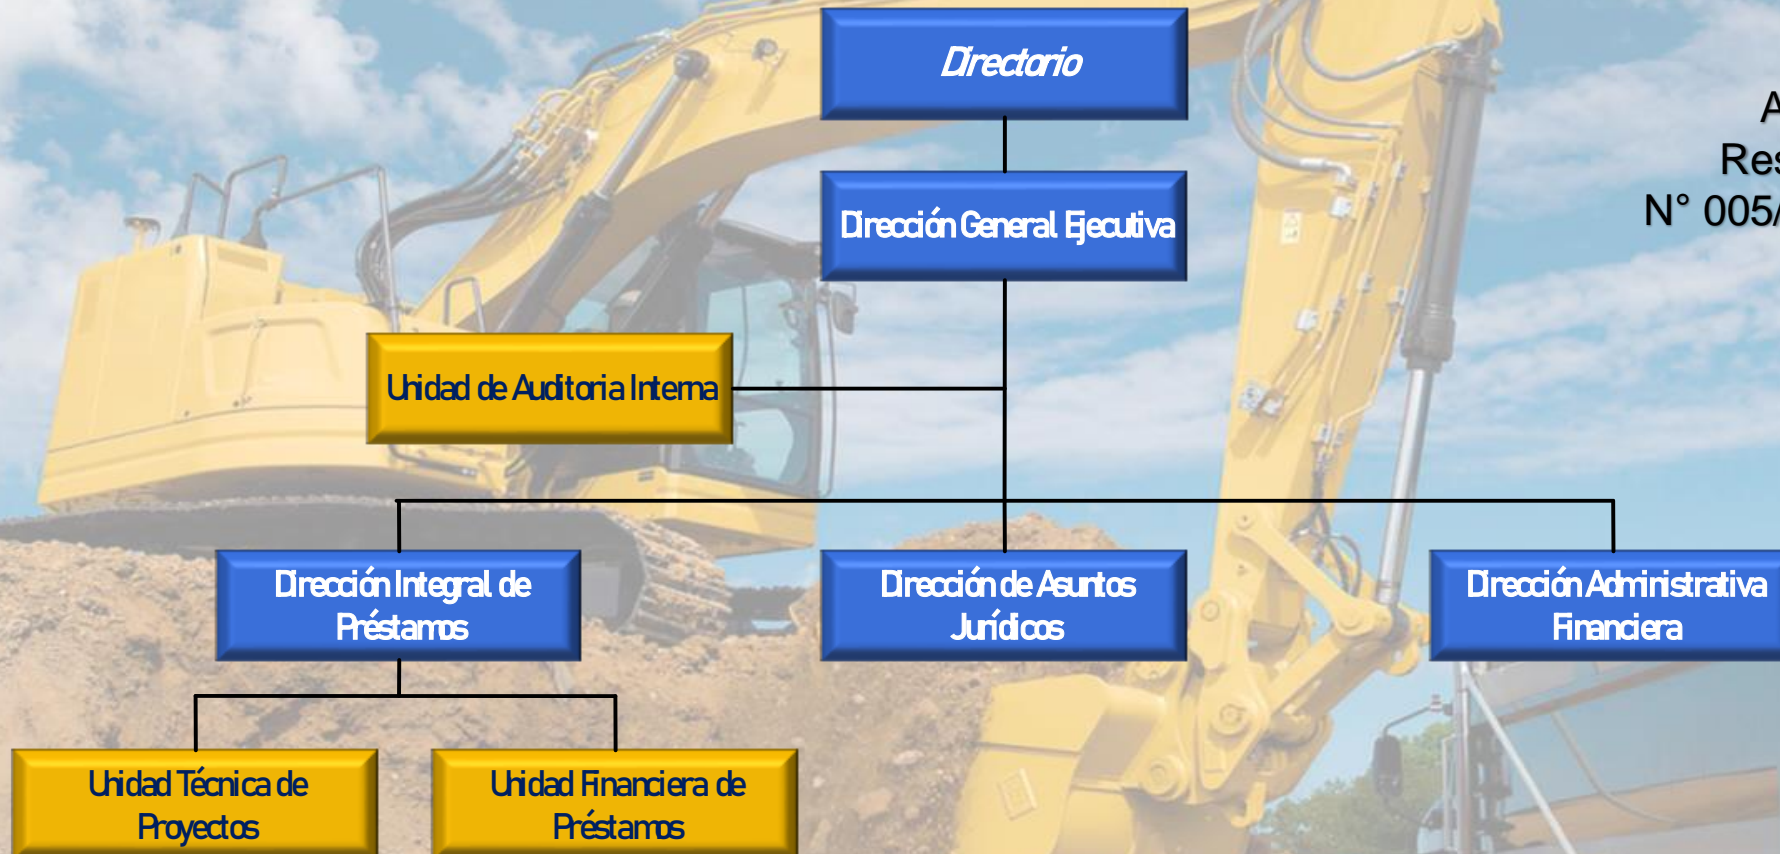 Directorio
N° 005/
Dirección General Ejecutiva
Unidad de Auditoria Interna
Dirección Integral de
Préstamos
Dirección de Asuntos
Jurídicos
Dirección Administrativa
Financiera
Unidad Técnica de
Proyectos
Unidad Financiera de
Préstamos